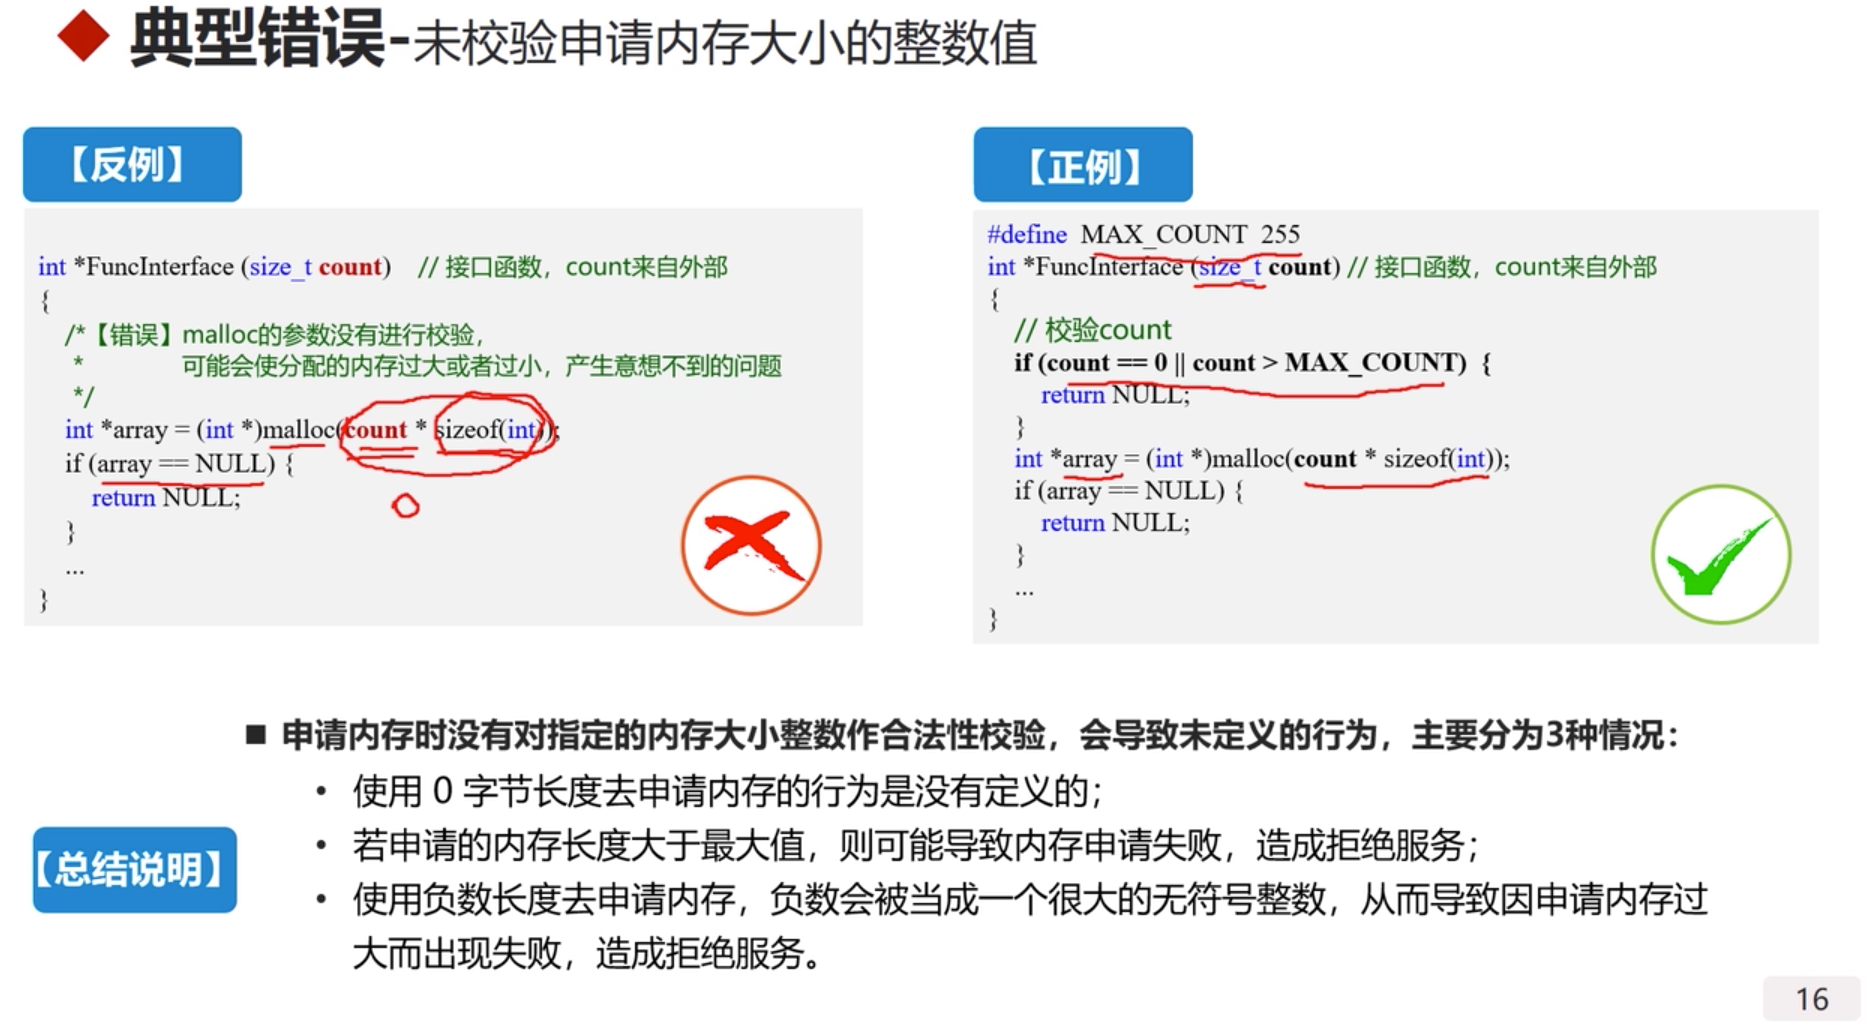 典型错误-未校验申请内存大小的整数值
【反例】
int *FuncInterface (size_t count) // 接口函数，count来自外部
{
/*【错误】malloc的参数没有进行校验，
* 可能会使分配的内存过大或者过小，产生意想不到的问题
*/
int *array = (int *)malloc(count * sizeof(int));
if (array == NULL) {
return NULL;
}
...
}
【正例】
#define MAX_COUNT 255
int *FuncInterface (size_t count) // 接口函数，count来自外部
{
// 校验count
if (count == 0 || count > MAX_COUNT) {
return NULL;
}
int *array = (int *)malloc(count * sizeof(int));
if (array == NULL) {
return NULL;
}
...
}
【总结说明】
■ 申请内存时没有对指定的内存大小整数作合法性校验，会导致未定义的行为，主要分为3种情况：
• 使用 0 字节长度去申请内存的行为是没有定义的；
• 若申请的内存长度大于最大值，则可能导致内存申请失败，造成拒绝服务；
• 使用负数长度去申请内存，负数会被当成一个很大的无符号整数，从而导致因申请内存过
大而出现失败，造成拒绝服务。
16